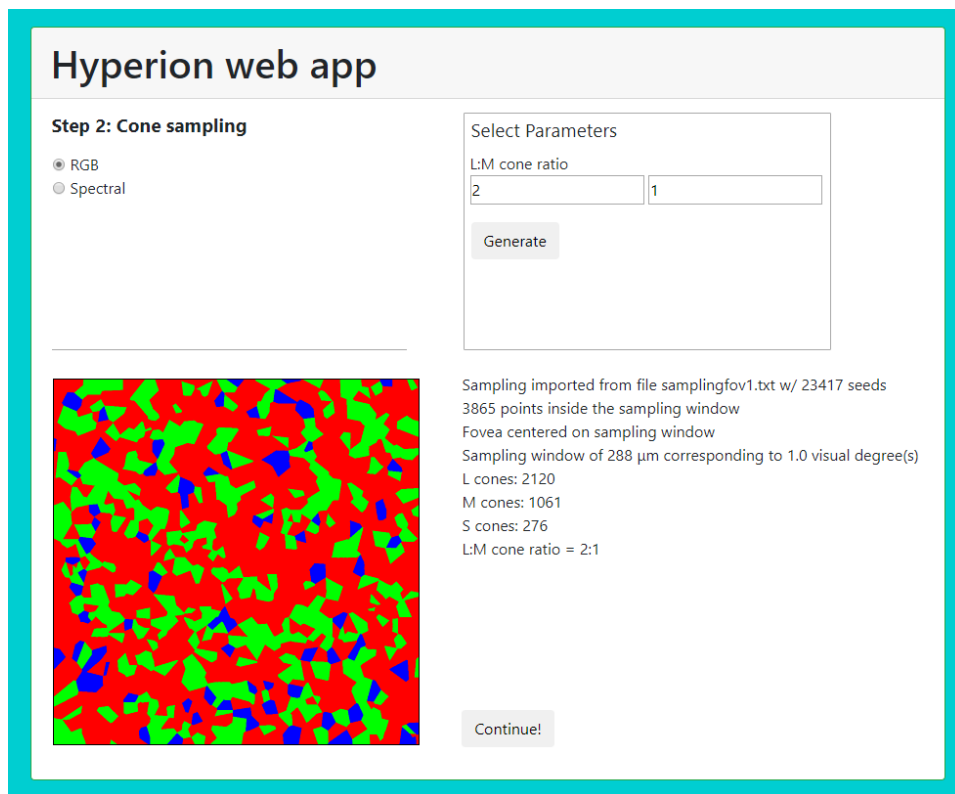 Hyperion web app
Step 2: Cone sampling
RGB
Spectral
Select Parameters
L:M cone ratio
2 1
Generate
Sampling imported from file samplingfov1.txt w/ 23417 seeds
3865 points inside the sampling window
Fovea centered on sampling window
Sampling window of 288 µm corresponding to 1.0 visual degree(s)
L cones: 2120
M cones: 1061
S cones: 276
L:M cone ratio = 2:1
Continue!